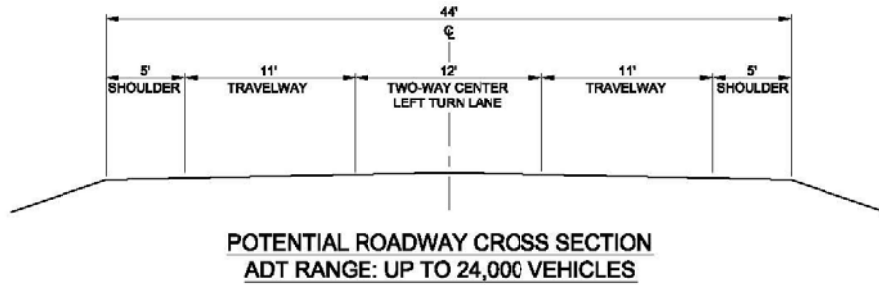 44'
℄
5'
11'
12'
11'
5'
SHOULDER
TRAVELWAY
TWO-WAY CENTER
LEFT TURN LANE
TRAVELWAY
SHOULDER
POTENTIAL ROADWAY CROSS SECTION
ADT RANGE: UP TO 24,000 VEHICLES